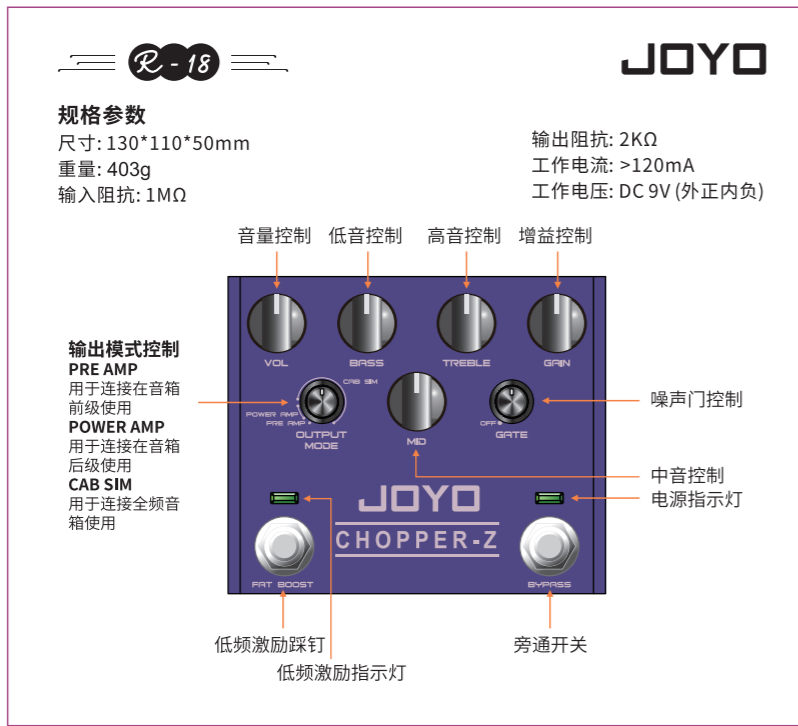 R-18
JOYO
规格参数
尺寸: 130*110*50mm
重量: 403g
输入阻抗: 1MΩ
输出阻抗: 2KΩ
工作电流: >120mA
工作电压: DC 9V (外正内负)
音量控制 低音控制 高音控制 增益控制
VOL BASS TREBLE GAIN
输出模式控制
PRE AMP
用于连接在音箱
前级使用
POWER AMP
用于连接在音箱
后级使用
CAB SIM
用于连接全频音
箱使用
CAB SIM
POWER AMP
PRE AMP
OUTPUT
MODE
MID
OFF
GATE
噪声门控制
中音控制
电源指示灯
JOYO
CHOPPER-Z
FAT BOOST
BYPASS
低频激励踩钉
旁通开关
低频激励指示灯